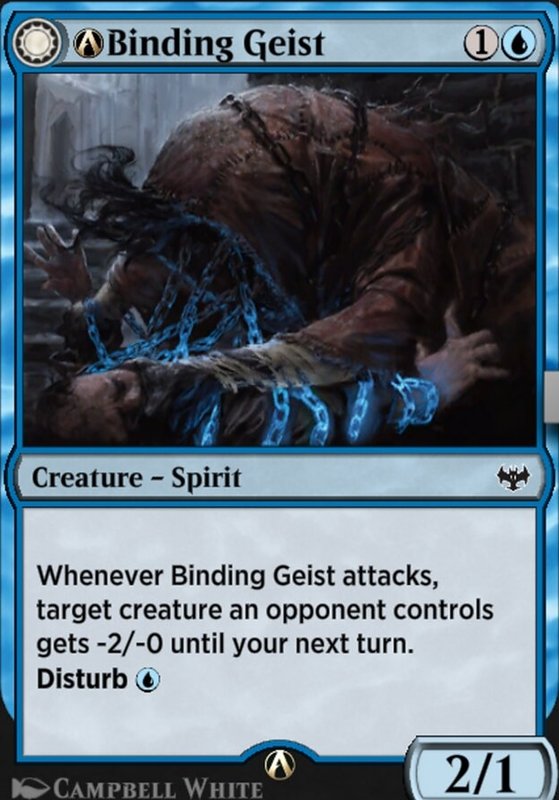 Binding Geist 1
Creature – Spirit
Whenever Binding Geist attacks,
target creature an opponent controls
gets -2/-0 until your next turn.
Disturb
2/1
CAMPBELL WHITE